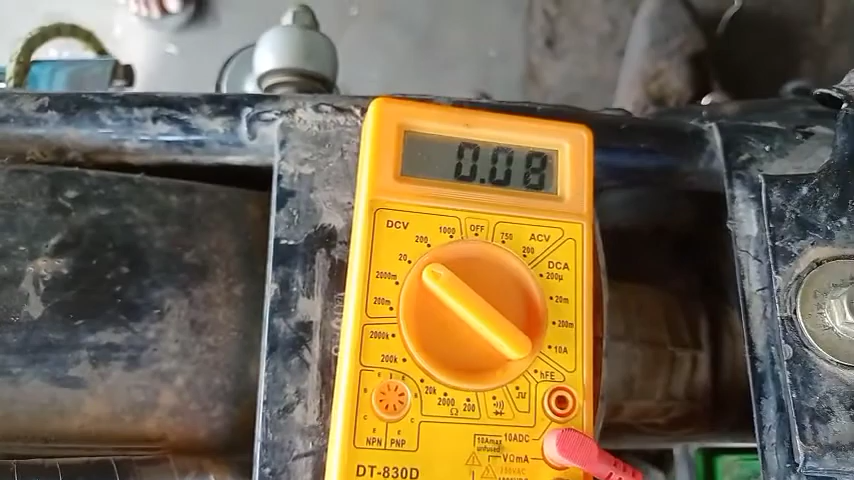 0.08
DCV
1000
OFF
750
ACV
200
200
DCA
20
200µ
2000m
20m
200m
200m
2000k
10A
200k
hFE
20k
2000
Ω
200
E
B
C
E
NPN
PNP
10Amax
unfused
10ADC
VΩmA
DT-830D